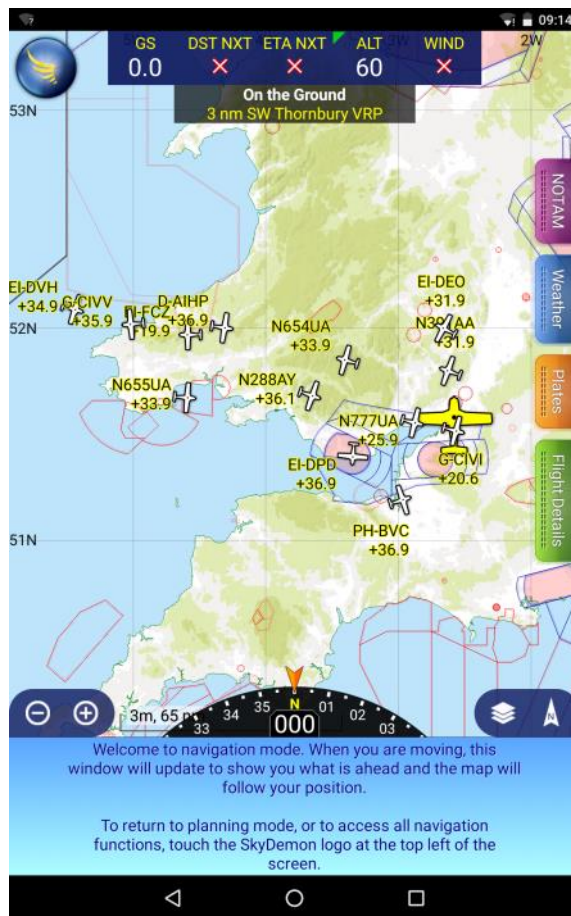 09:14
GS DST NXT ETA NXT ALT WIND
0.0 60
2W
On the Ground
3 nm SW Thornbury VRP
53N
NOTAM
Weather
Plates
Flight Details
EI-DVH
+34.9
G-CIVV
+35.9
+19.9
D-AIHP
+36.9
N654UA
+33.9
EI-DEO
+31.9
+31.9
52N
N655UA
+33.9
N288AY
+36.1
N777UA
+25.9
EI-DPD
+36.9
G-CIVI
+20.6
PH-BVC
+36.9
51N
3m, 65
33 34 35 N 01 02 03
000
N
Welcome to navigation mode. When you are moving, this
window will update to show you what is ahead and the map will
follow your position.
To return to planning mode, or to access all navigation
functions, touch the SkyDemon logo at the top left of the
screen.